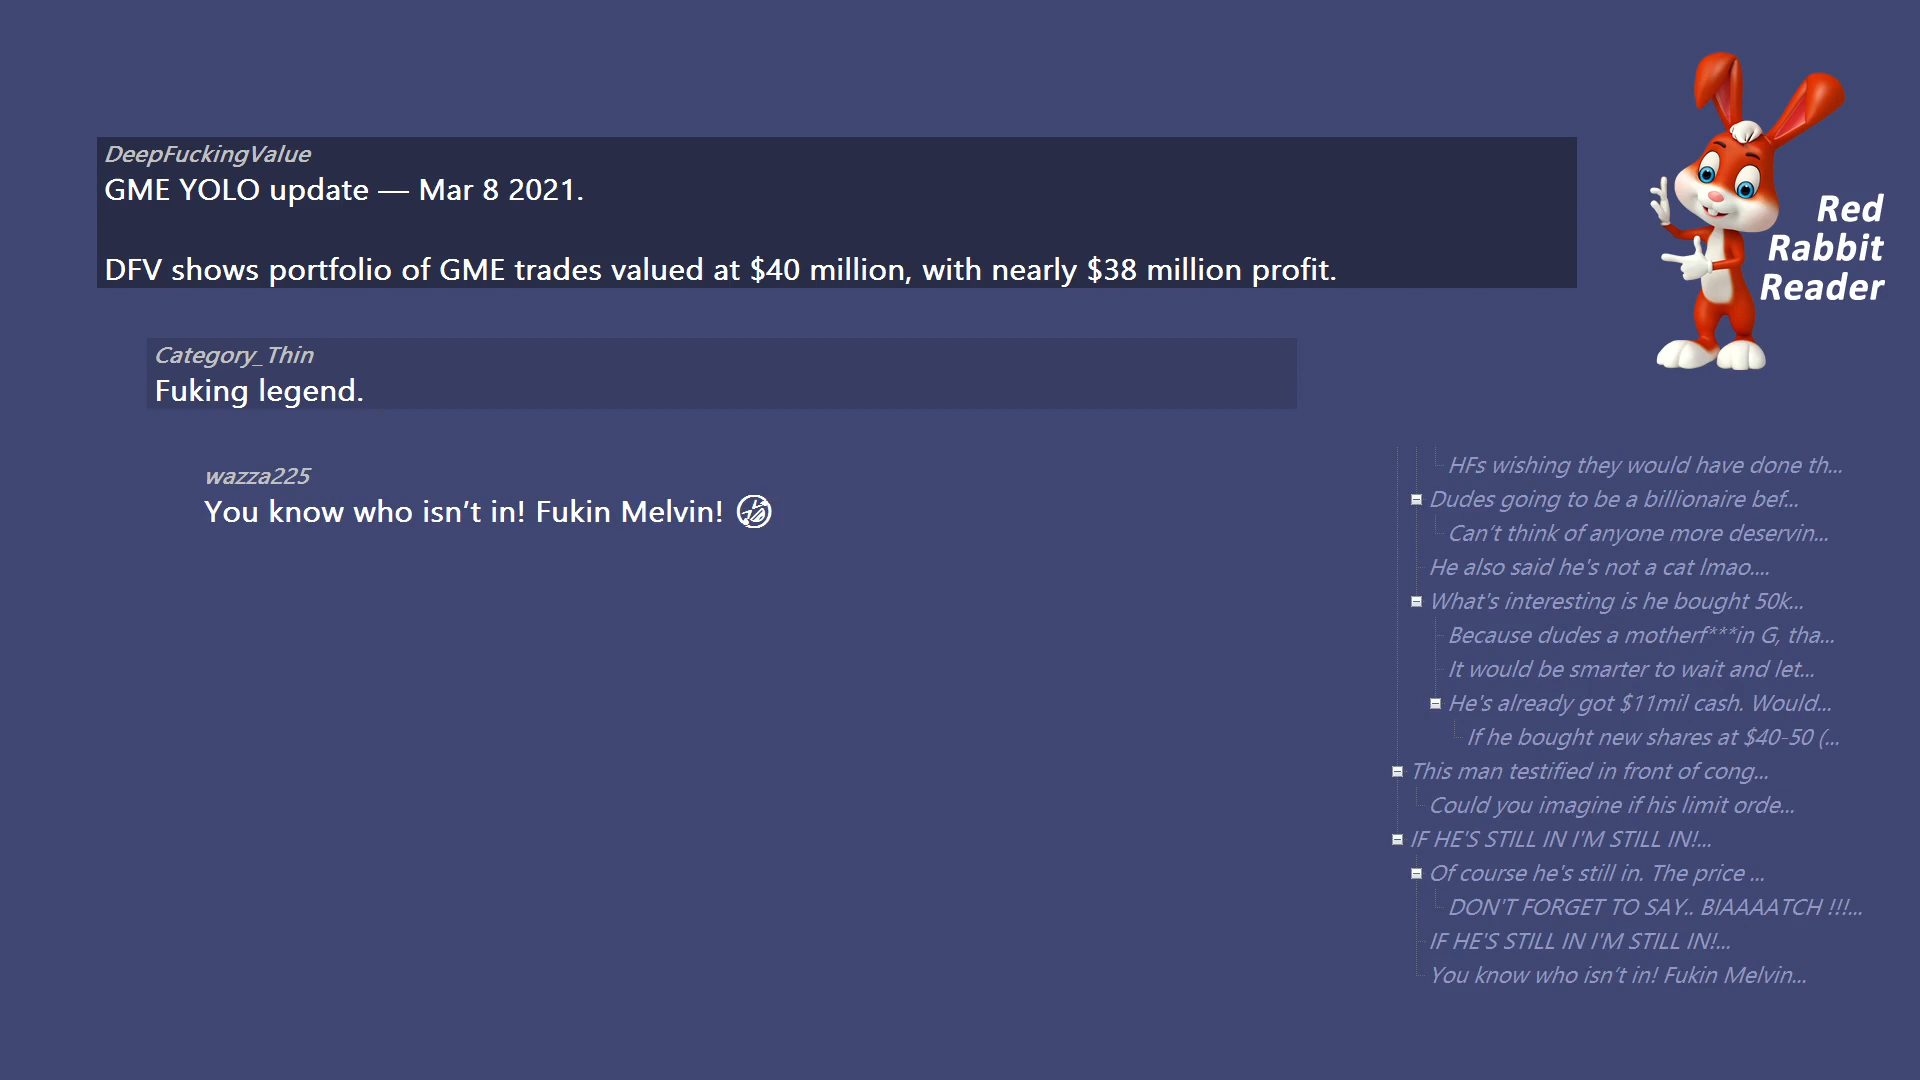 DeepFuckingValue
GME YOLO update — Mar 8 2021.
DFV shows portfolio of GME trades valued at $40 million, with nearly $38 million profit.
Category_Thin
Fuking legend.
wazza225
You know who isn’t in! Fukin Melvin! 🤣
Red
Rabbit
Reader
HFs wishing they would have done th...
Dudes going to be a billionaire bef...
Can’t think of anyone more deservin...
He also said he's not a cat lmao....
What's interesting is he bought 50k...
Because dudes a motherf***in G, tha...
It would be smarter to wait and let...
He's already got $11mil cash. Would...
If he bought new shares at $40-50 (...
This man testified in front of cong...
Could you imagine if his limit orde...
IF HE'S STILL IN I'M STILL IN!...
Of course he's still in. The price ...
DON'T FORGET TO SAY.. BIAAAATCH !!!...
IF HE'S STILL IN I'M STILL IN!...
You know who isn’t in! Fukin Melvin...